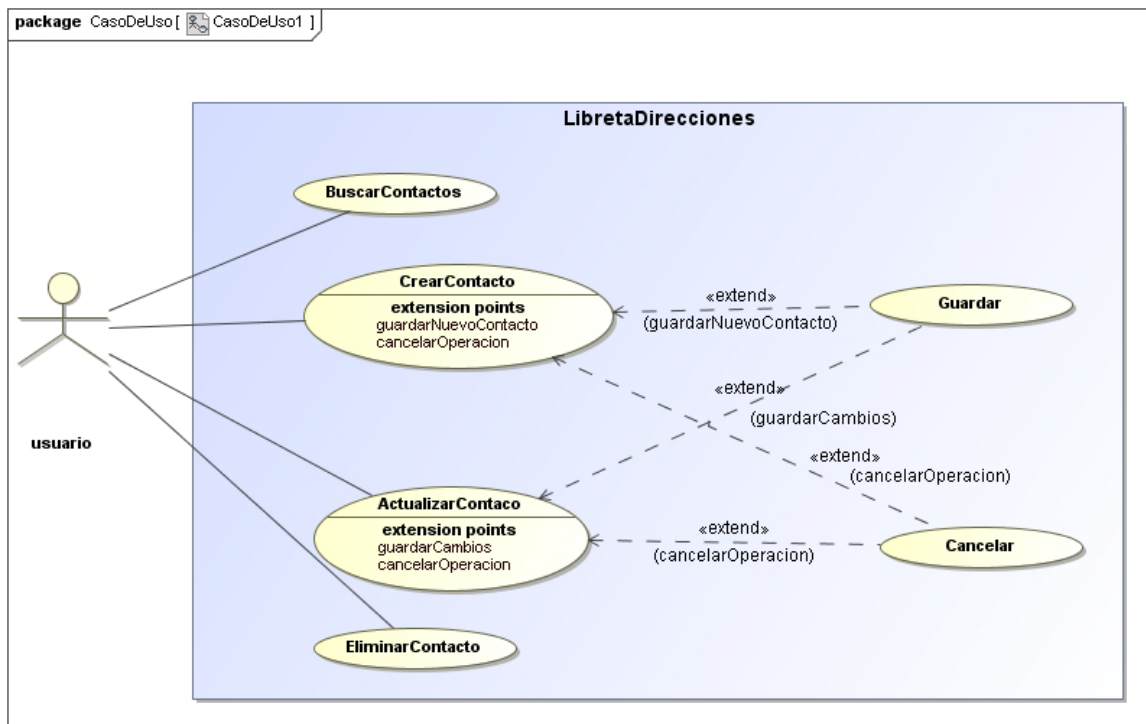 package CasoDeUso [ CasoDeUso1 ]
LibretaDirecciones
BuscarContactos
CrearContacto
extension points
guardarNuevoContacto
cancelarOperacion
«extend»
(guardarNuevoContacto)
Guardar
«extend»
(guardarCambios)
usuario
«extend»
(cancelarOperacion)
ActualizarContaco
extension points
guardarCambios
cancelarOperacion
«extend»
(cancelarOperacion)
Cancelar
EliminarContacto